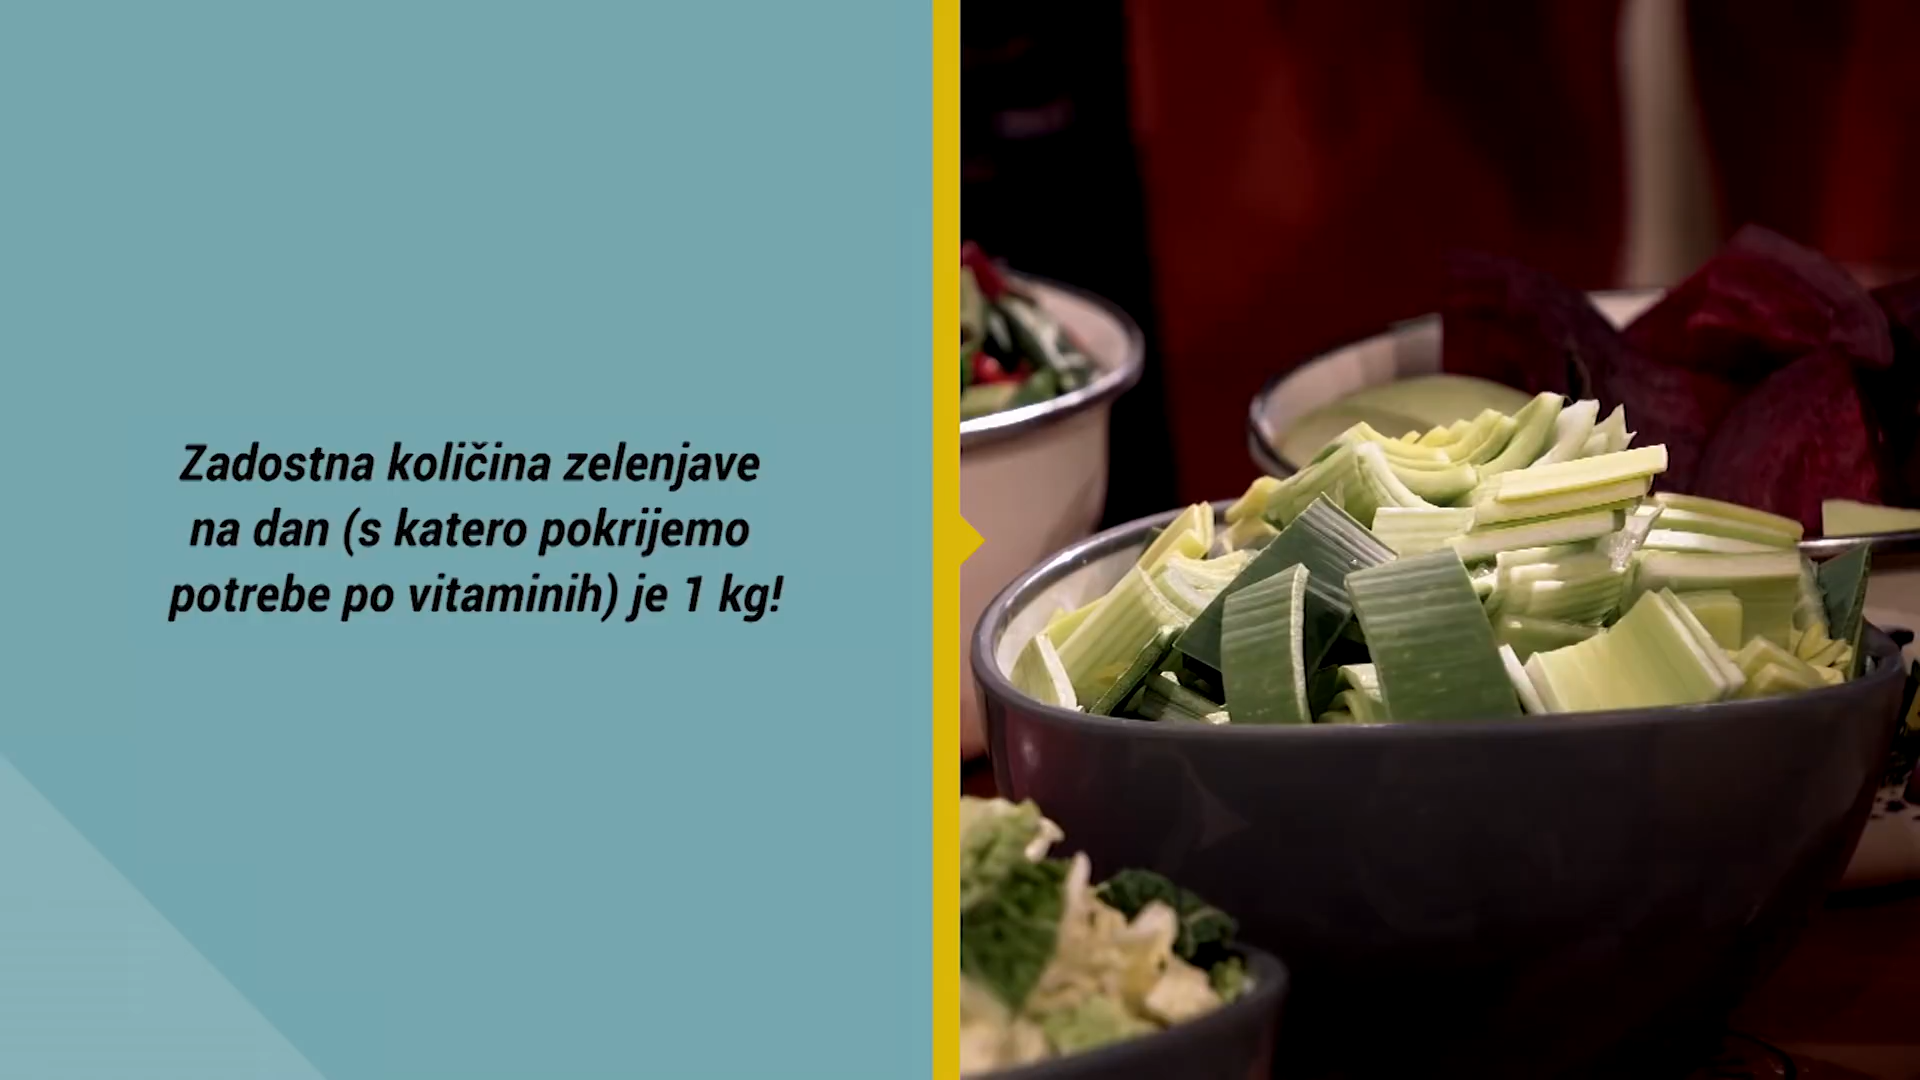 Zadostna količina zelenjave
na dan (s katero pokrijemo
potrebe po vitaminih) je 1 kg!